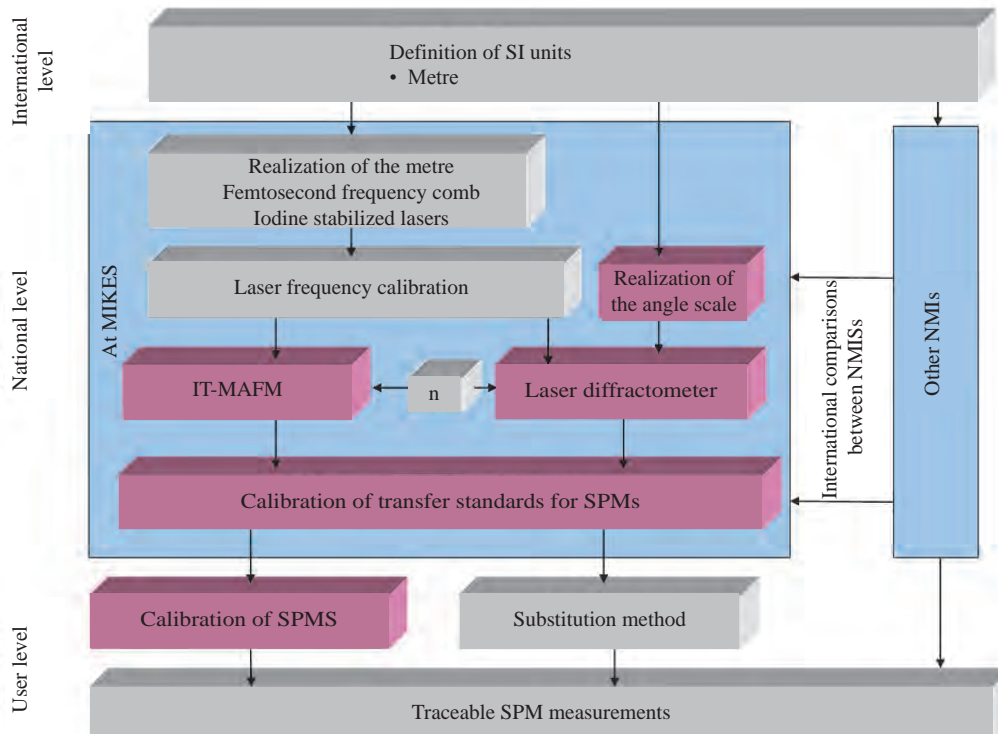 International
level
Definition of SI units
• Metre
National level
At MIKES
Realization of the metre
Femtosecond frequency comb
Iodine stabilized lasers
Laser frequency calibration
Realization of
the angle scale
IT-MAFM
n
Laser diffractometer
Calibration of transfer standards for SPMs
International comparisons
between NMISs
Other NMIs
User level
Calibration of SPMS
Substitution method
Traceable SPM measurements